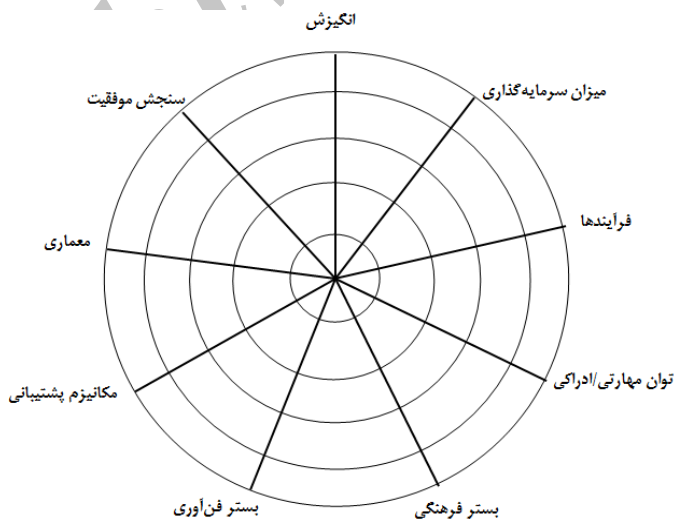 انگیزش
میزان سرمایه‌گذاری
سنجش موفقیت
فرآیندها
معماری
توان مهارتی/ادراکی
مکانیزم پشتیبانی
بستر فرهنگی
بستر فن‌آوری